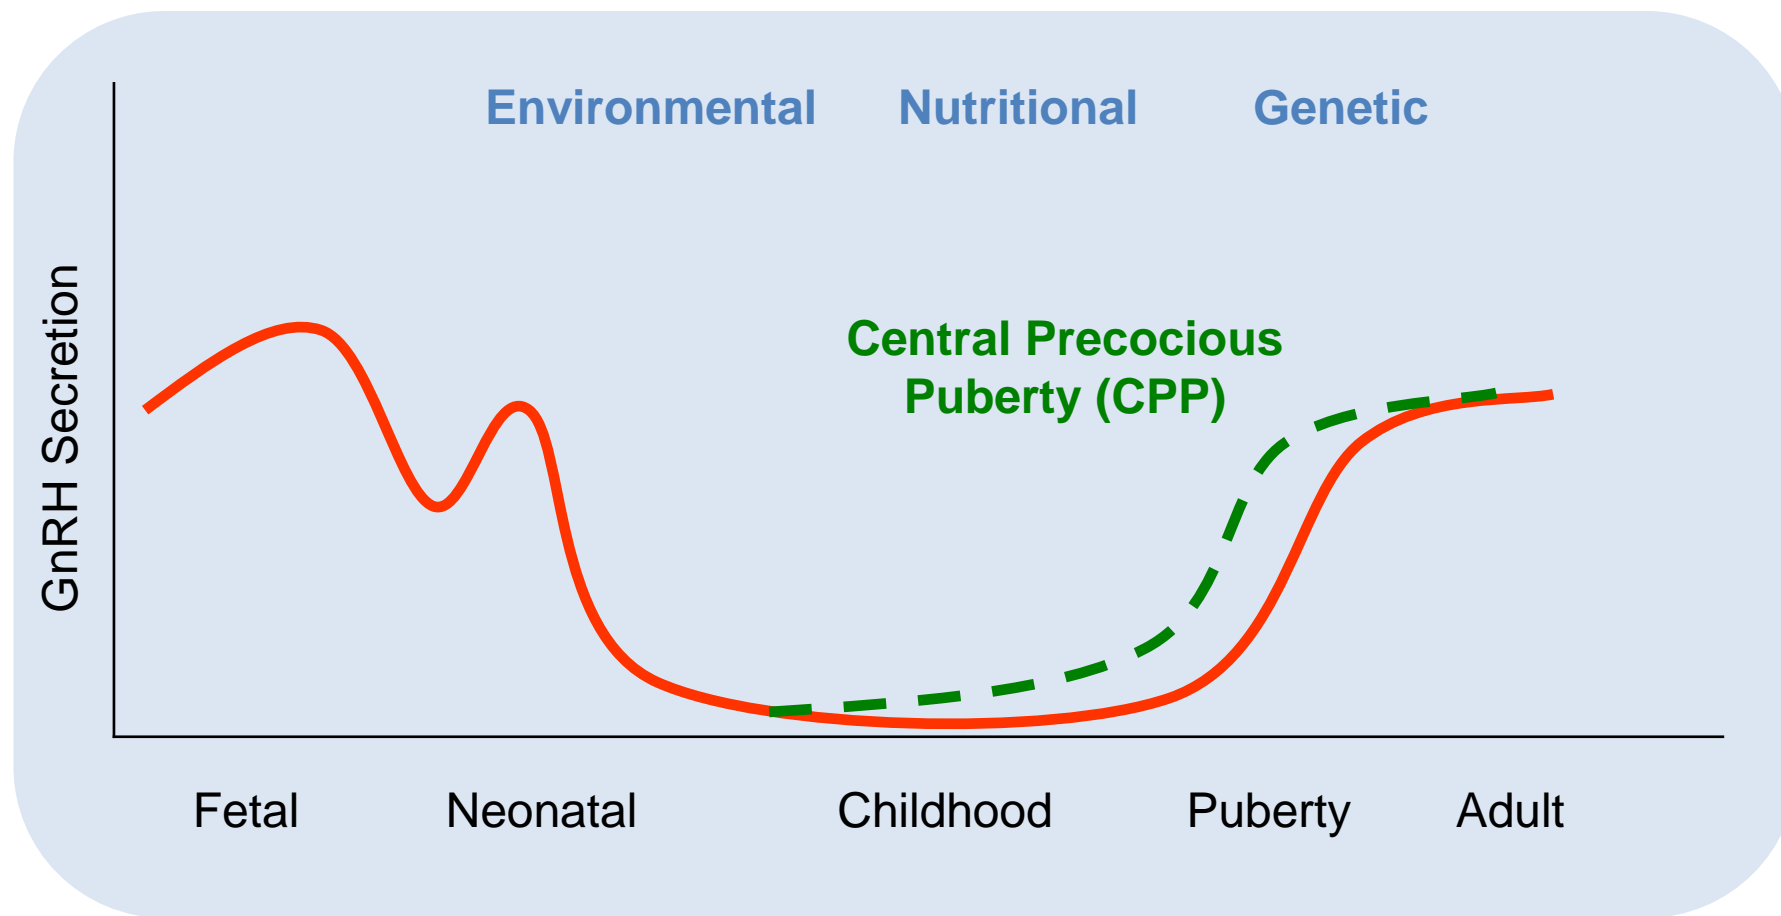 Environmental Nutritional Genetic
GnRH Secretion
Central Precocious
Puberty (CPP)
Fetal Neonatal Childhood Puberty Adult